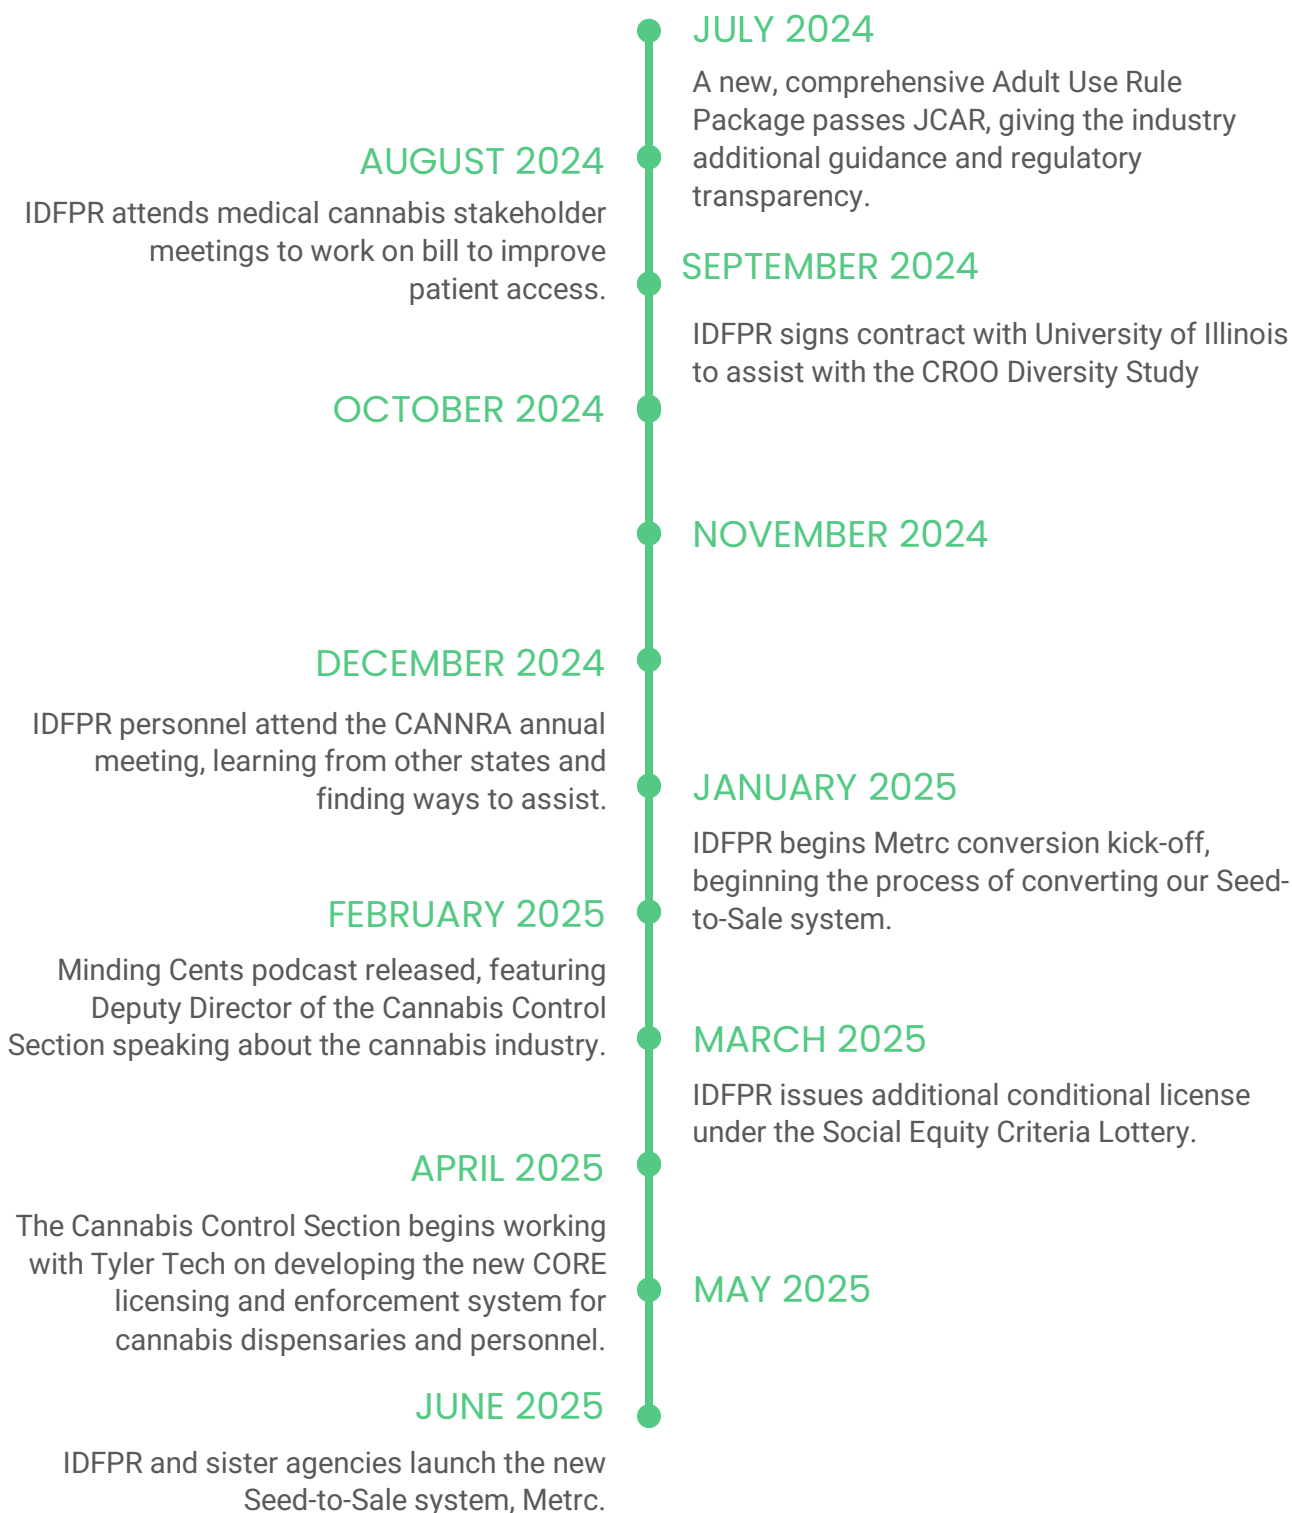 JULY 2024
A new, comprehensive Adult Use Rule
Package passes JCAR, giving the industry
additional guidance and regulatory
transparency.
AUGUST 2024
IDFPR attends medical cannabis stakeholder
meetings to work on bill to improve
patient access.
SEPTEMBER 2024
IDFPR signs contract with University of Illinois
to assist with the CROO Diversity Study
OCTOBER 2024
NOVEMBER 2024
DECEMBER 2024
IDFPR personnel attend the CANNRA annual
meeting, learning from other states and
finding ways to assist.
JANUARY 2025
IDFPR begins Metrc conversion kick-off,
beginning the process of converting our Seed-
to-Sale system.
FEBRUARY 2025
Minding Cents podcast released, featuring
Deputy Director of the Cannabis Control
Section speaking about the cannabis industry.
MARCH 2025
IDFPR issues additional conditional license
under the Social Equity Criteria Lottery.
APRIL 2025
The Cannabis Control Section begins working
with Tyler Tech on developing the new CORE
licensing and enforcement system for
cannabis dispensaries and personnel.
MAY 2025
JUNE 2025
IDFPR and sister agencies launch the new
Seed-to-Sale system, Metrc.